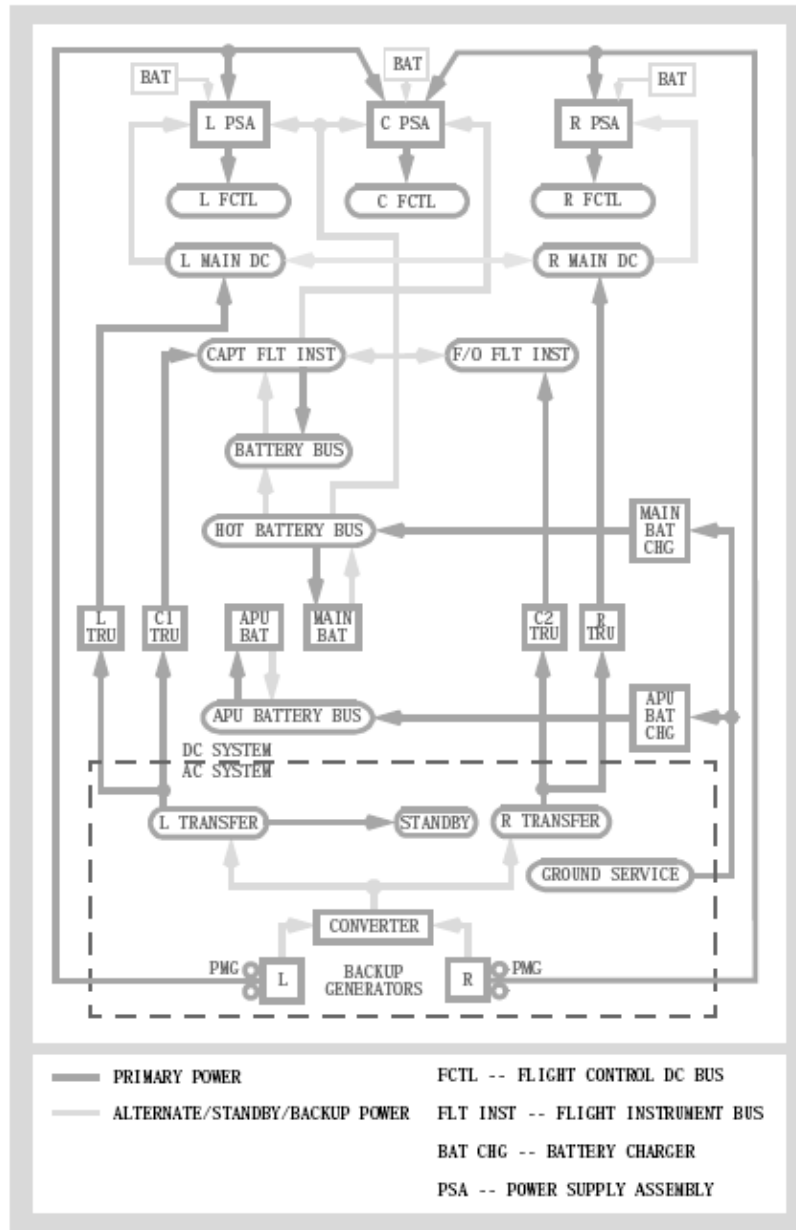 BAT
BAT
BAT
L PSA
C PSA
R PSA
L FCTL
C FCTL
R FCTL
L MAIN DC
R MAIN DC
CAPT FLT INST
F/O FLT INST
BATTERY BUS
HOT BATTERY BUS
MAIN
BAT
CHG
L
TRU
C1
TRU
APU
BAT
MAIN
BAT
C2
TRU
R
TRU
APU BATTERY BUS
APU
BAT
CHG
DC SYSTEM
AC SYSTEM
L TRANSFER
STANDBY
R TRANSFER
GROUND SERVICE
CONVERTER
PMG
L
BACKUP
GENERATORS
R
PMG
PRIMARY POWER
ALTERNATE/STANDBY/BACKUP POWER
FCTL -- FLIGHT CONTROL DC BUS
FLT INST -- FLIGHT INSTRUMENT BUS
BAT CHG -- BATTERY CHARGER
PSA -- POWER SUPPLY ASSEMBLY